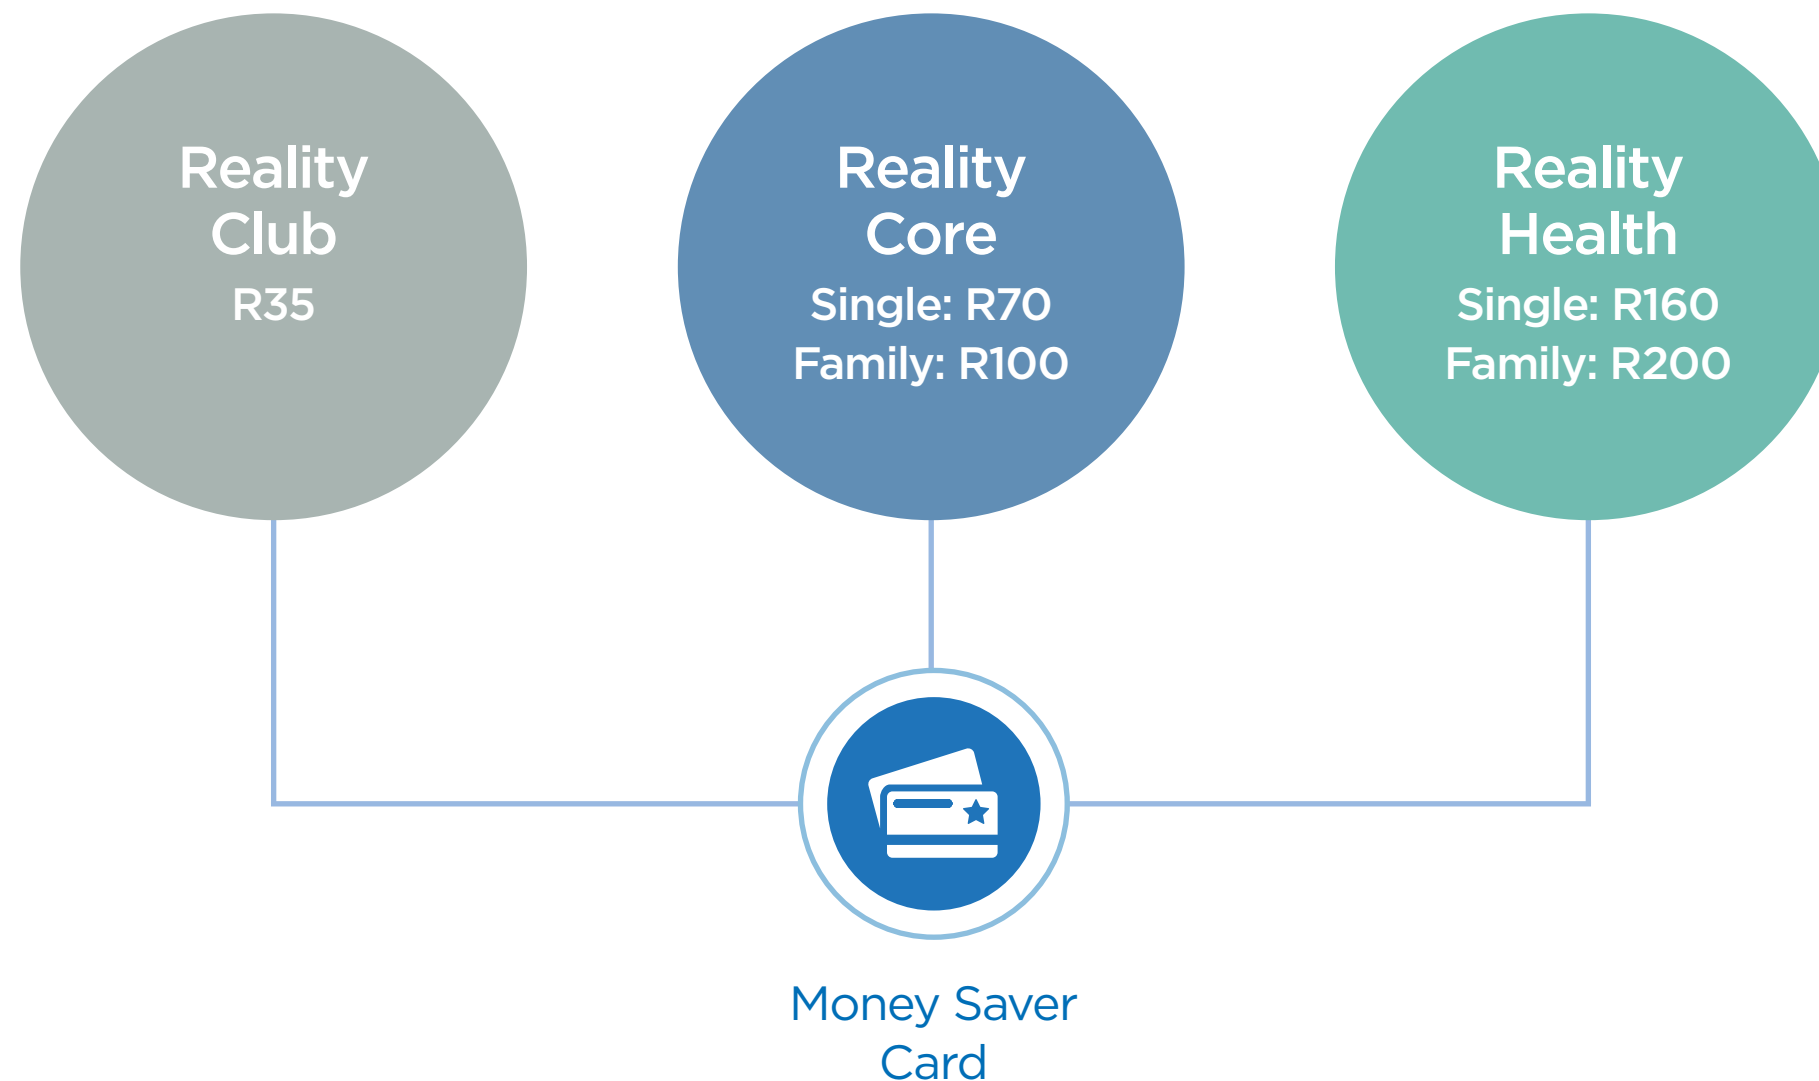 Reality
Club
R35
Reality
Core
Single: R70
Family: R100
Reality
Health
Single: R160
Family: R200
Money Saver
Card